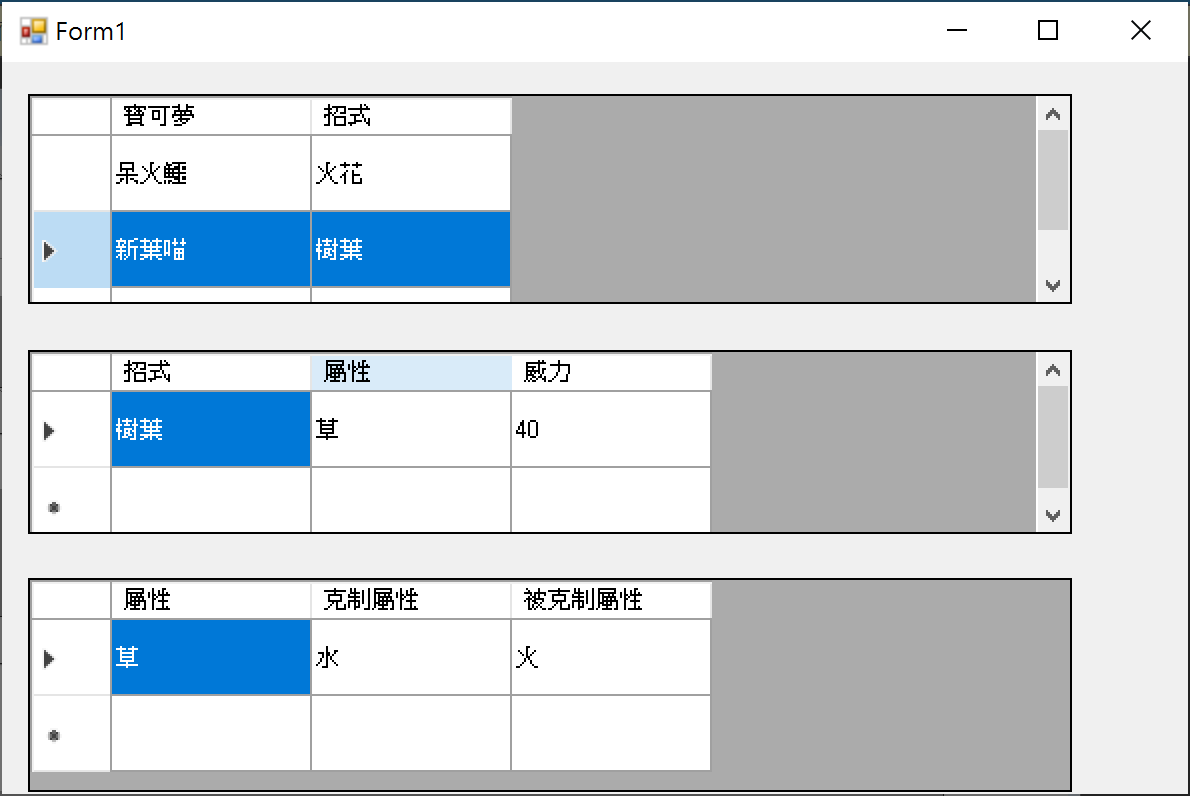 Form1
寶可夢 招式
呆火鱷 火花
新葉喵 樹葉
招式 屬性 威力
樹葉 草 40
屬性 克制屬性 被克制屬性
草 水 火